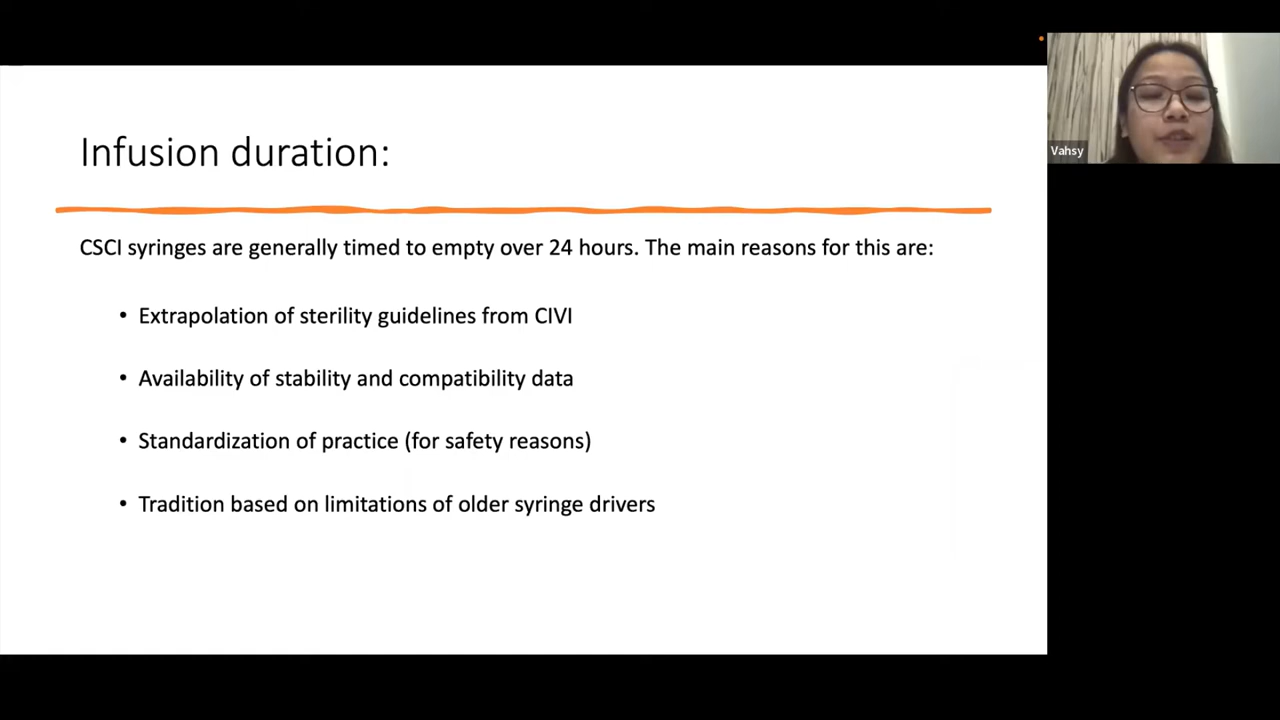 Infusion duration:
CSCI syringes are generally timed to empty over 24 hours. The main reasons for this are:
• Extrapolation of sterility guidelines from CIVI
• Availability of stability and compatibility data
• Standardization of practice (for safety reasons)
• Tradition based on limitations of older syringe drivers
Vahsy